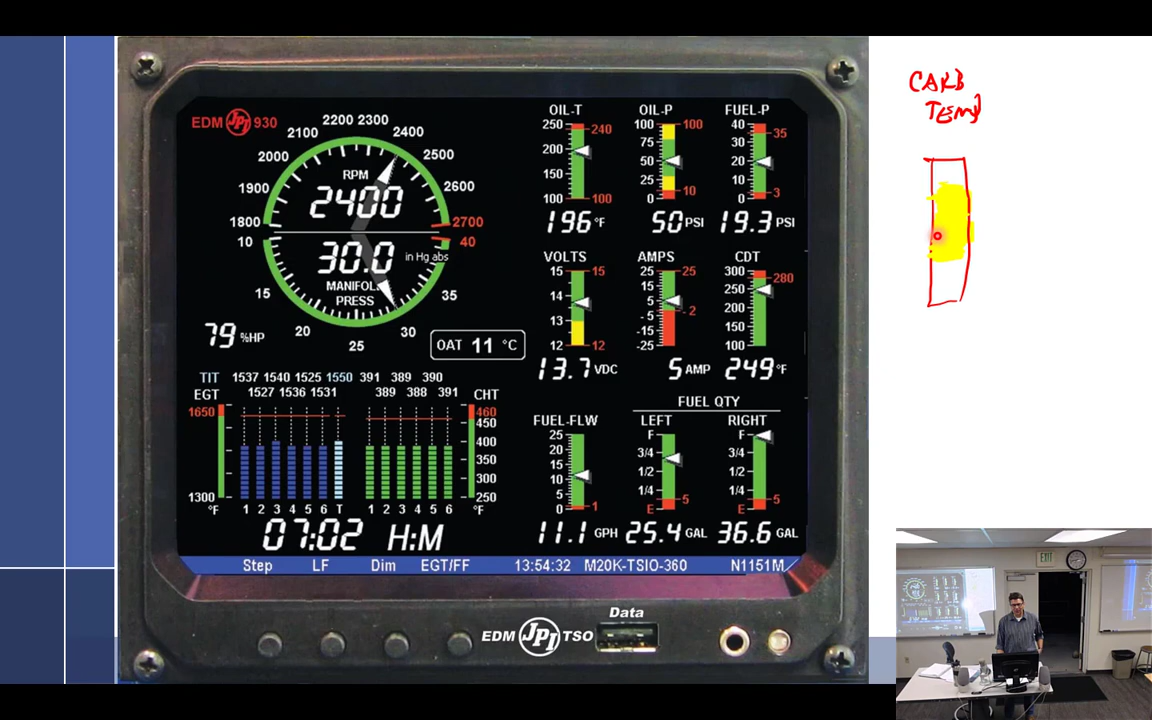 EDM JPI 930
2200 2300
2100 2400
2000 2500
RPM
1900 2400 2600
1800 2700
10 30.0 in Hg abs 40
MANIFOL.
PRESS
15 35
20 30
25
79 %HP
OAT 11 °C
OIL-T OIL-P FUEL-P
250 240 100 100 40 35
200 75 30
50 20
150 25 10
100 100 0 10 0 3
196 °F 50 PSI 19.3 PSI
VOLTS AMPS CDT
15 15 25 25 300 280
15 250
14 5 200
13 -5 -2 150
-15
12 12 -25 100
13.7 VDC 5 AMP 249 °F
TIT 1537 1540 1525 1550 391 389 390
EGT 1527 1536 1531 389 388 391 CHT
1650 460
450
400
350
300
1300 250
°F 1 2 3 4 5 6 T 1 2 3 4 5 6 °F
07:02 H:M
FUEL QTY
FUEL-FLW LEFT RIGHT
25 F F
20 3/4 3/4
15
10 1/2 1/2
5 1/4 1/4
0 1 E 5 E 5
11.1 GPH 25.4 GAL 36.6 GAL
Step LF Dim EGT/FF 13:54:32 M20K-TSIO-360 N1151M
Data
EDM JPI TSO
CARB
TEMP
EXIT